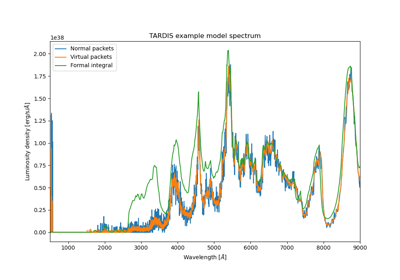 TARDIS example model spectrum
1e38
Normal packets
Virtual packets
Formal integral
2.00
1.75
1.50
1.25
1.00
0.75
0.50
0.25
0.00
Luminosity density [erg/s/Å]
1000 2000 3000 4000 5000 6000 7000 8000 9000
Wavelength [Å]